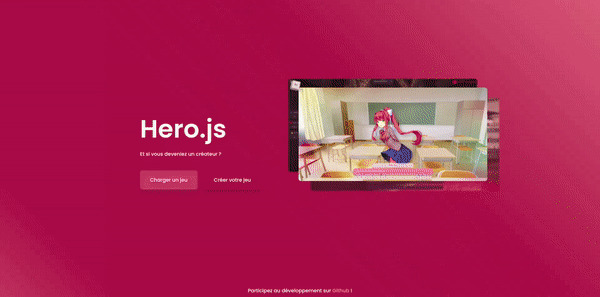 Hero.js
Et si vous deveniez un créateur ?
Charger un jeu
Créer votre jeu
Participez au développement sur Github !